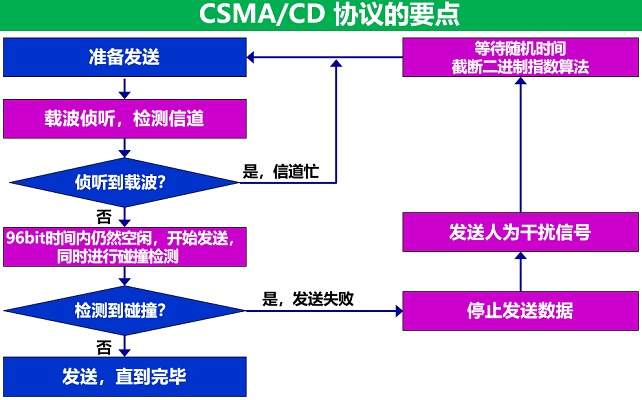 CSMA/CD 协议的要点
准备发送
等待随机时间
截断二进制指数算法
载波侦听，检测信道
侦听到载波？
是，信道忙
否
96bit时间内仍然空闲，开始发送，
同时进行碰撞检测
发送人为干扰信号
检测到碰撞？
是，发送失败
停止发送数据
否
发送，直到完毕